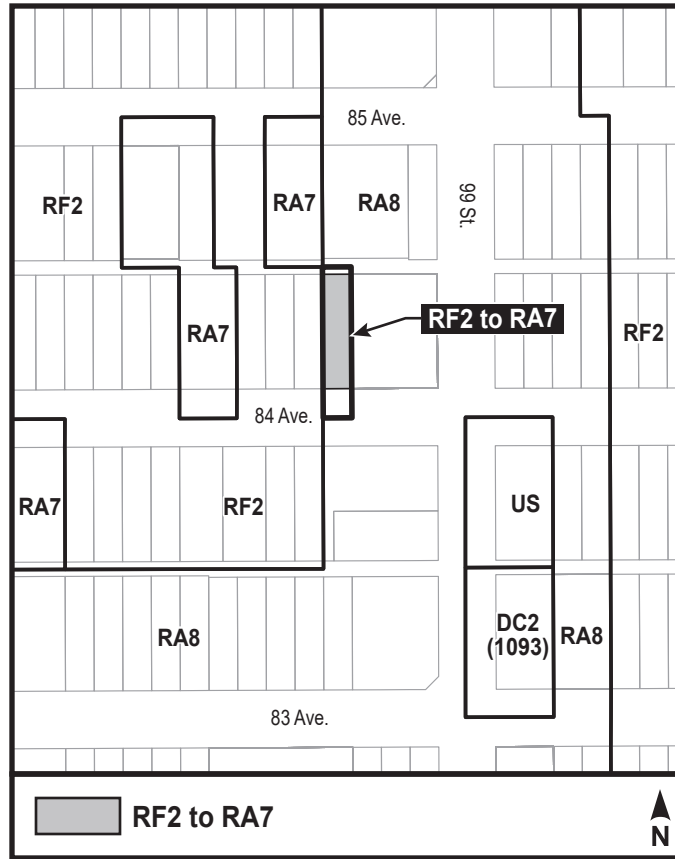 85 Ave.
RF2
RA7
RA8
99 St.
RF2 to RA7
RA7
RF2
84 Ave.
RA7
RF2
US
RA8
DC2
(1093)
RA8
83 Ave.
RF2 to RA7
N